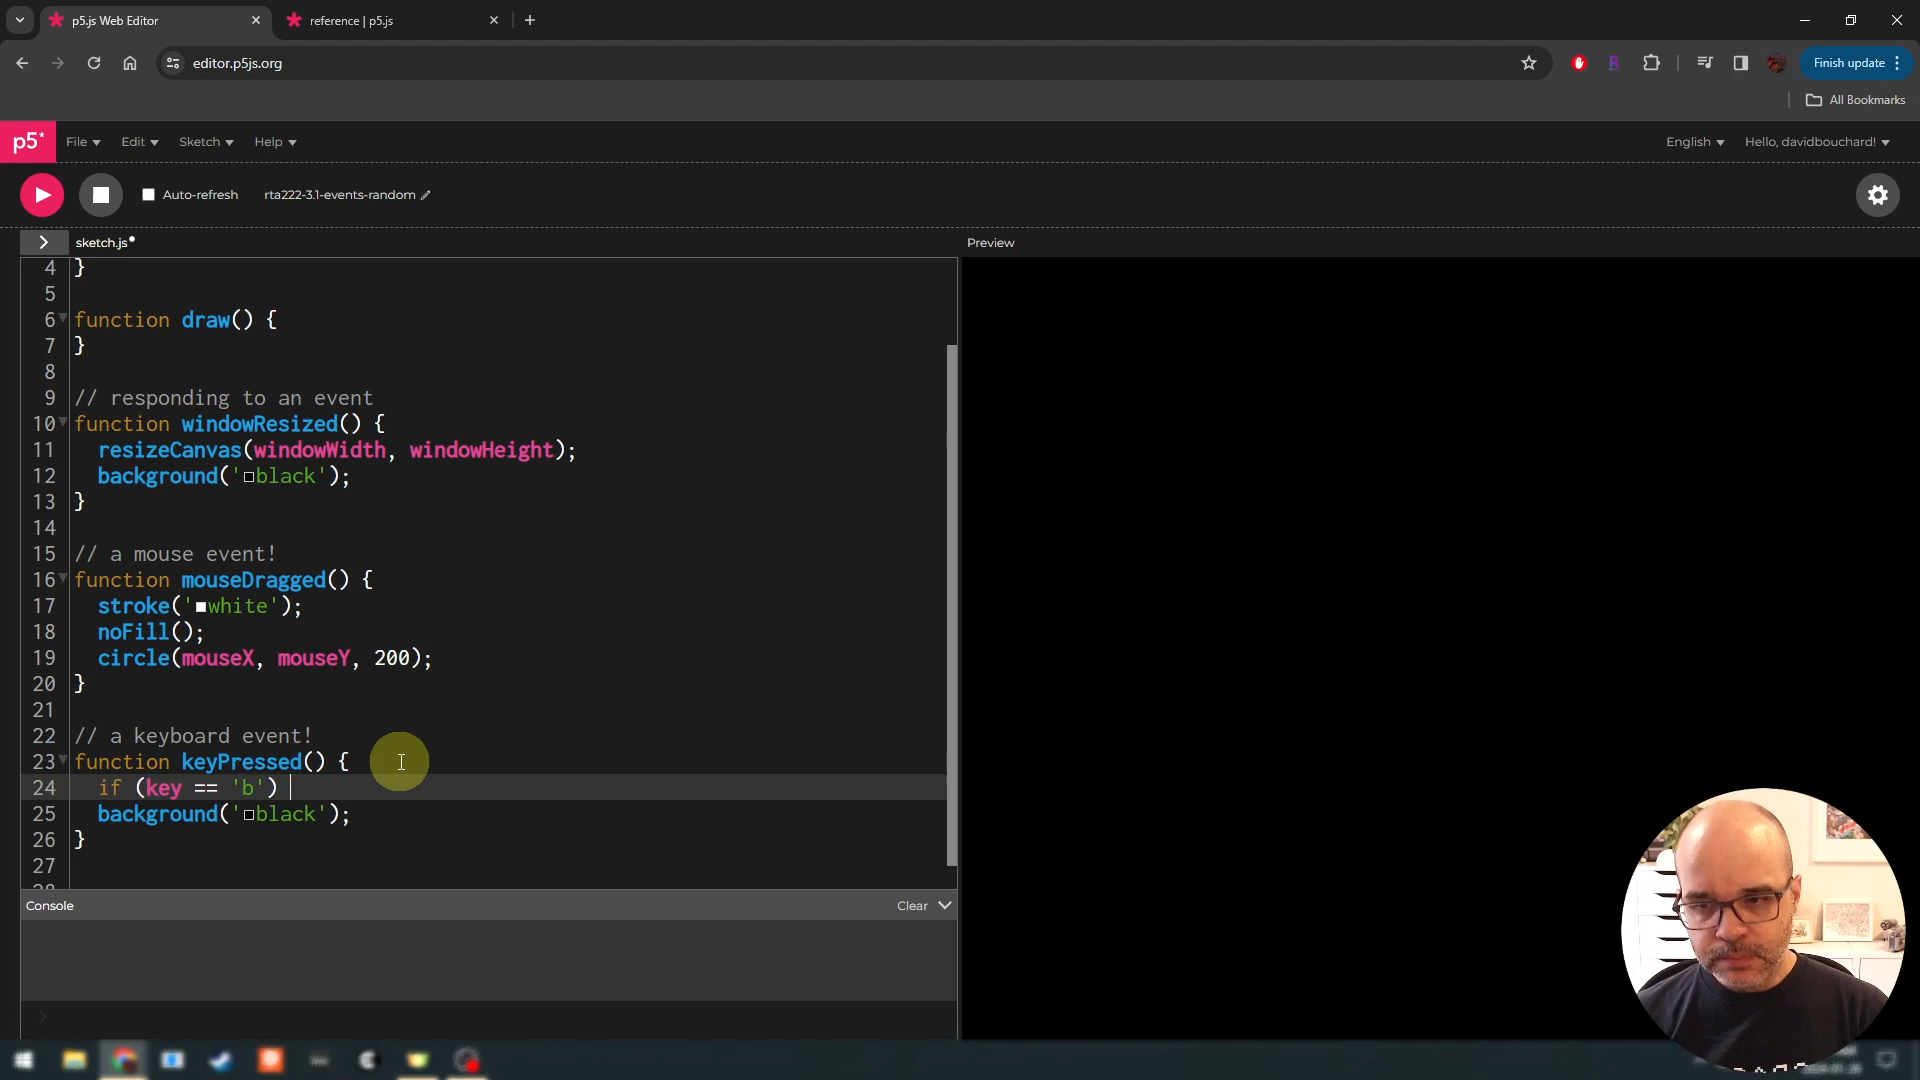 p5.js Web Editor
reference | p5.js
editor.p5js.org
Finish update
All Bookmarks
p5*
File
Edit
Sketch
Help
English
Hello, davidbouchard!
Auto-refresh
rta222-3.1-events-random
sketch.js
Preview
4 }
5
6 function draw() {
7 }
8
9 // responding to an event
10 function windowResized() {
11 resizeCanvas(windowWidth, windowHeight);
12 background('black');
13 }
14
15 // a mouse event!
16 function mouseDragged() {
17 stroke('white');
18 noFill();
19 circle(mouseX, mouseY, 200);
20 }
21
22 // a keyboard event!
23 function keyPressed() {
24 if (key == 'b')
25 background('black');
26 }
27
28
Console
Clear
>